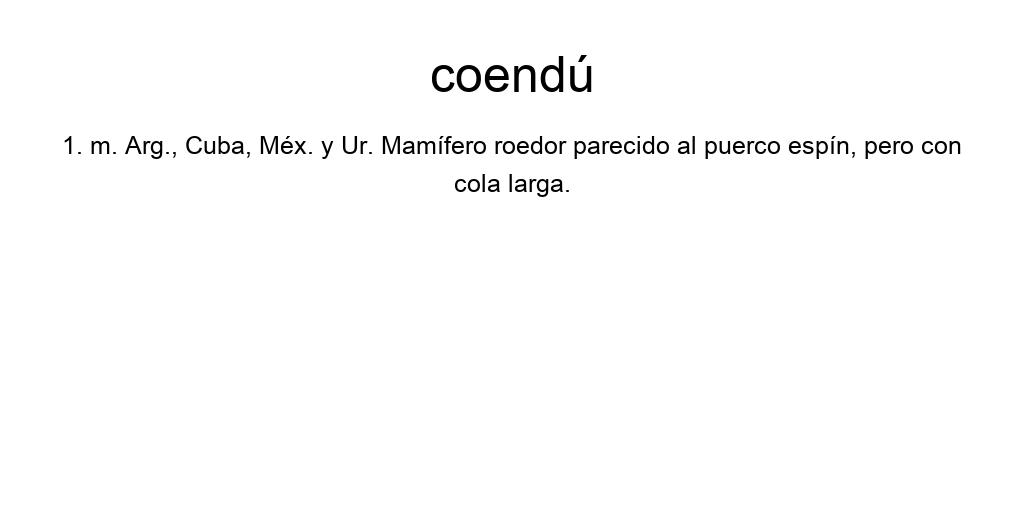 coendú
1. m. Arg., Cuba, Méx. y Ur. Mamífero roedor parecido al puerco espín, pero con
cola larga.